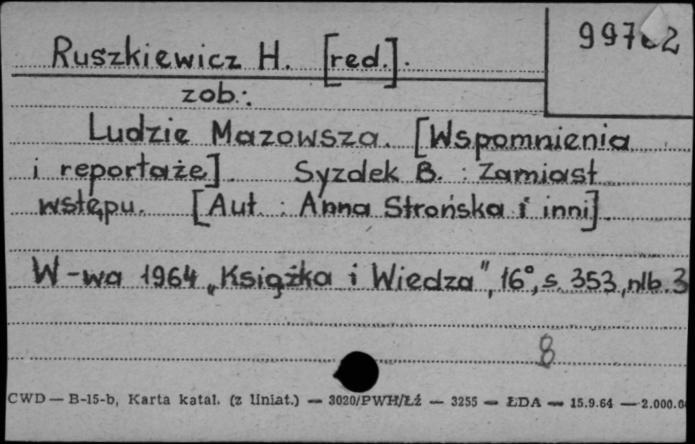 Ruszkiewicz H. [red.].
zob.:
Ludzie Mazowsza. [Wspomnienia
i reportaże]. Syzdek B. : Zamiast
wstępu. [Aut. : Anna Strońska i inni].
W-wa 1964 „Książka i Wiedza", 16°, s. 353, nlb. 3
8
CWD — B-15-b, Karta katal. (z liniat.) — 3020/PWH/Łź — 3255 — ŁDA — 15.9.64 — 2.000.0